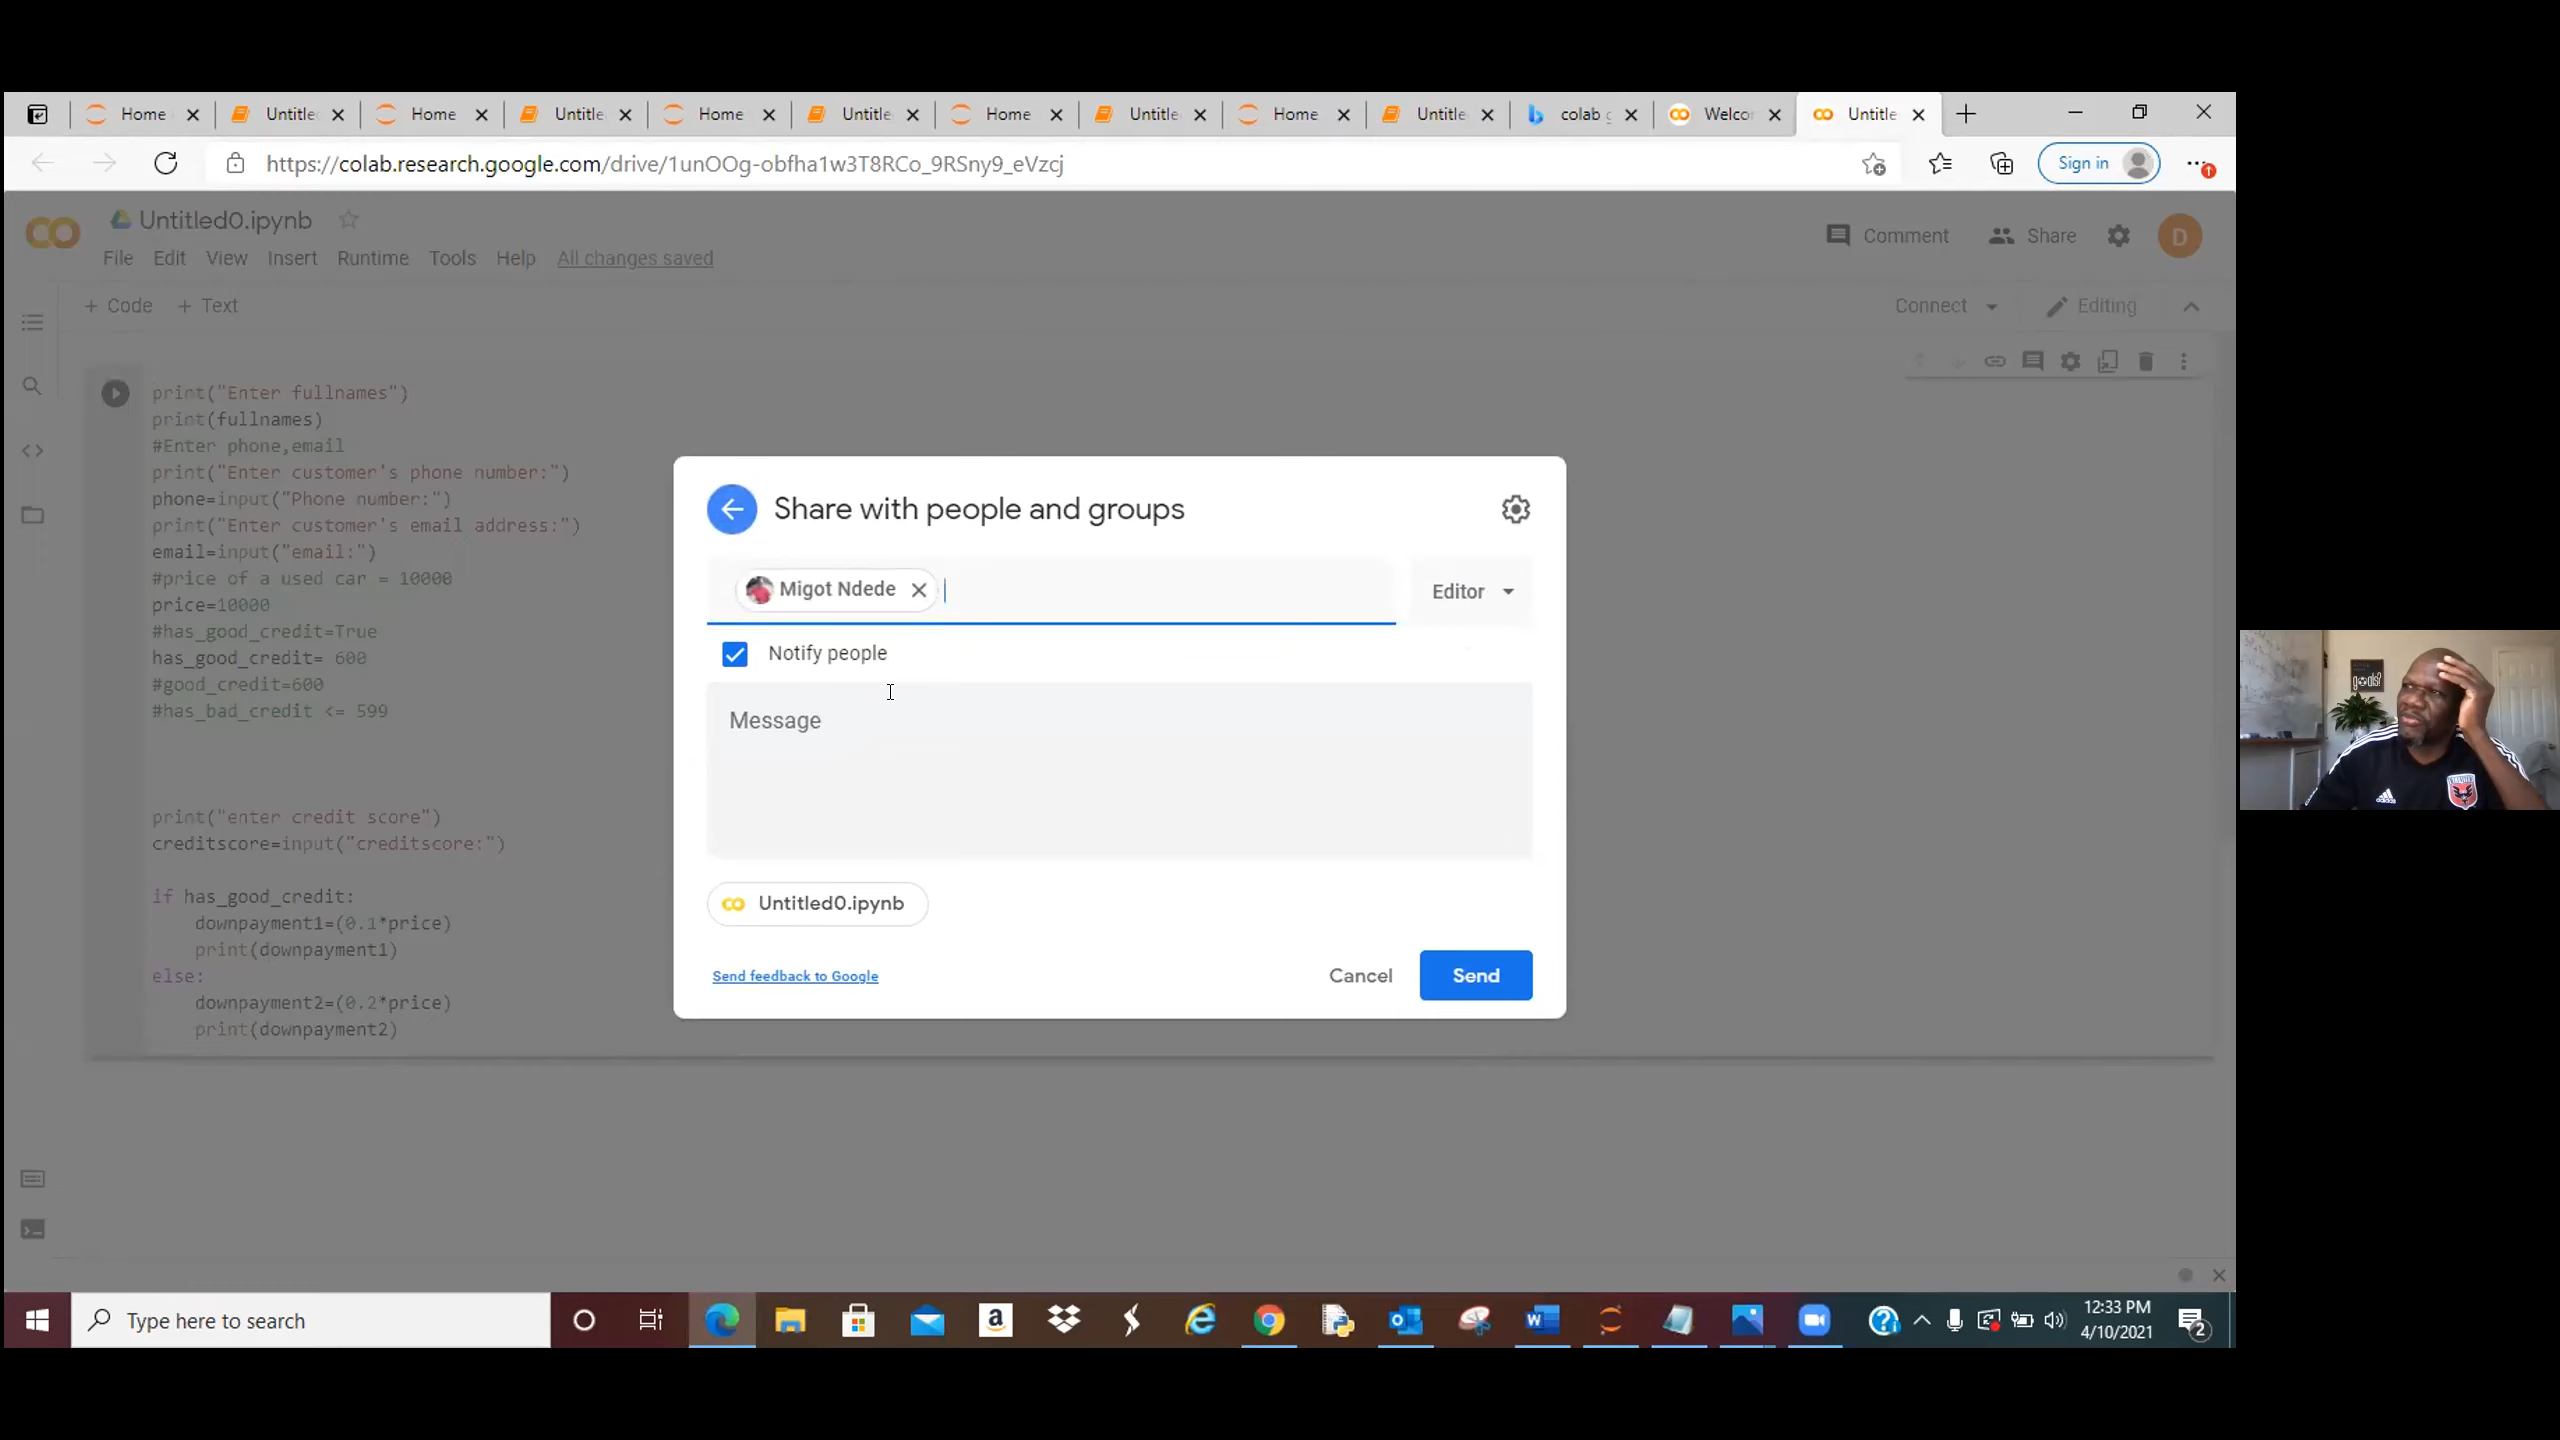 Home Untitle Home Untitle Home Untitle Home Untitle Home Untitle colab g Welco Untitle
https://colab.research.google.com/drive/1unOOg-obfha1w3T8RCo_9RSny9_eVzcj Sign in
Untitled0.ipynb
Comment Share D
File Edit View Insert Runtime Tools Help All changes saved
+ Code + Text Connect Editing
print("Enter fullnames")
print(fullnames)
#Enter phone,email
print("Enter customer's phone number:")
phone=input("Phone number:")
print("Enter customer's email address:")
email=input("email:")
#price of a used car = 10000
price=10000
#has_good_credit=True
has_good_credit= 600
#good_credit=600
#has_bad_credit <= 599
print("enter credit score")
creditscore=input("creditscore:")
if has_good_credit:
downpayment1=(0.1*price)
print(downpayment1)
else:
downpayment2=(0.2*price)
print(downpayment2)
Share with people and groups
Migot Ndede
Editor
Notify people
Message
Untitled0.ipynb
Send feedback to Google
Cancel Send
goals?
adidas
Type here to search
12:33 PM
4/10/2021
2